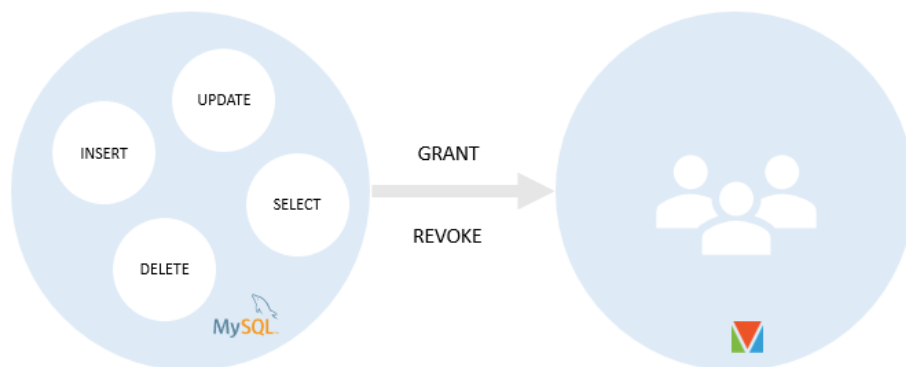 UPDATE
INSERT
SELECT
DELETE
MySQL
GRANT
REVOKE